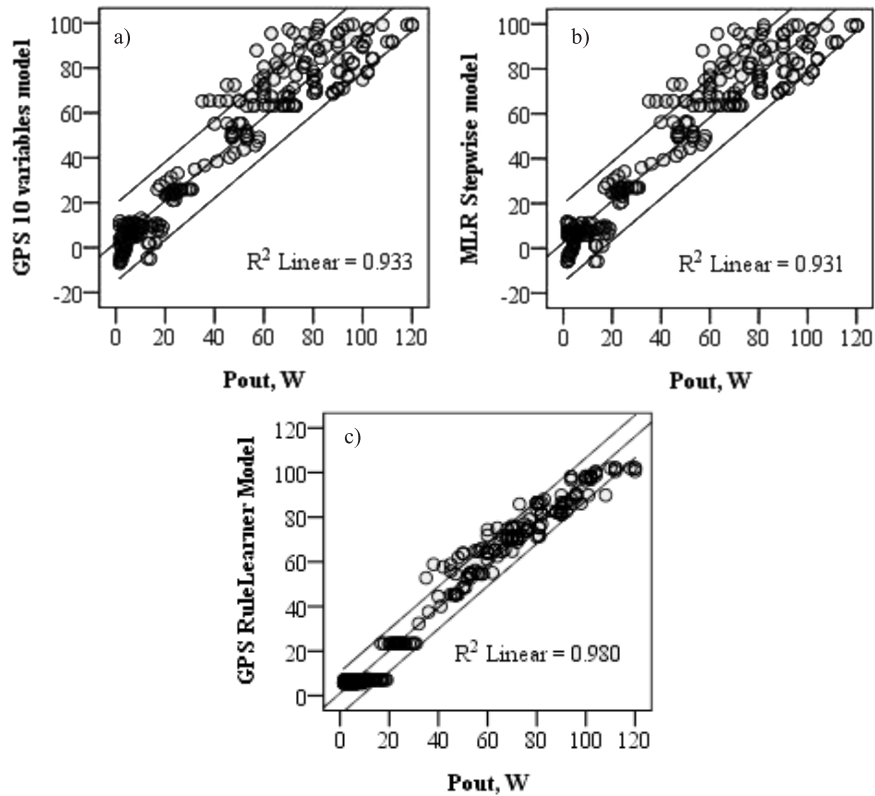 a)
GPS 10 variables model
100
80
60
40
20
0
-20
R² Linear = 0.933
0 20 40 60 80 100 120
Pout, W
b)
MLR Stepwise model
100
80
60
40
20
0
-20
R² Linear = 0.931
0 20 40 60 80 100 120
Pout, W
c)
GPS RuleLearner Model
120
100
80
60
40
20
0
R² Linear = 0.980
0 20 40 60 80 100 120
Pout, W